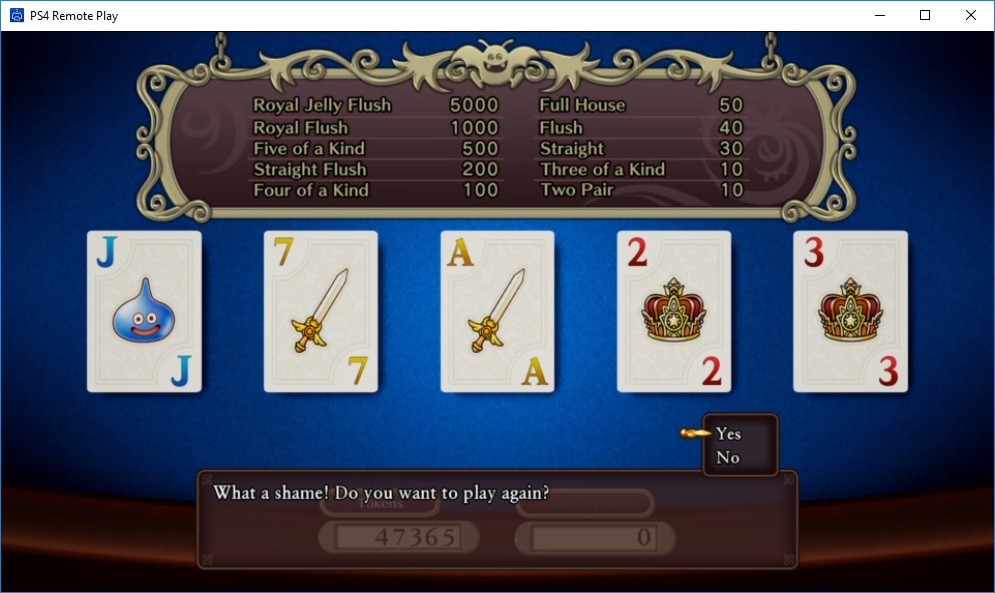 PS4 Remote Play
Royal Jelly Flush 5000 Full House 50
Royal Flush 1000 Flush 40
Five of a Kind 500 Straight 30
Straight Flush 200 Three of a Kind 10
Four of a Kind 100 Two Pair 10
J 7 A 2 3
J 7 A 2 3
Yes
No
What a shame! Do you want to play again?
Tokens
47365 0